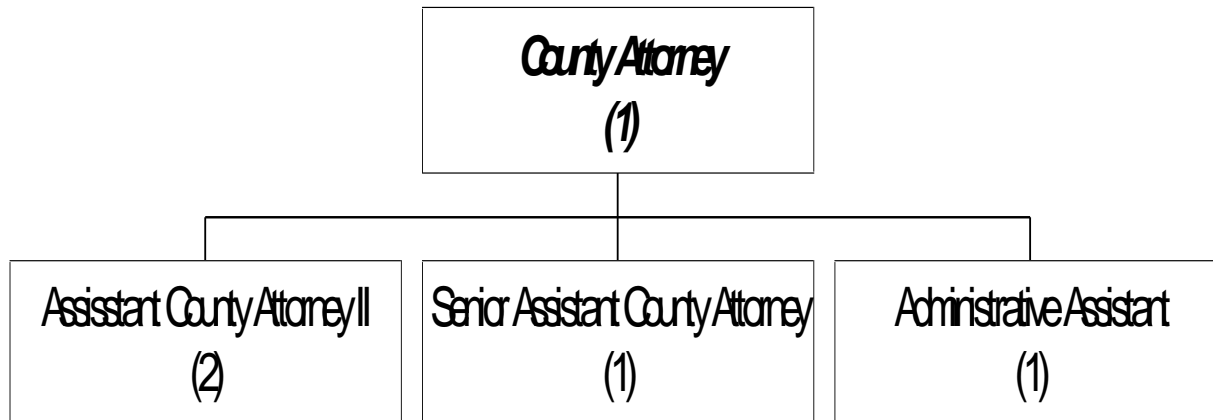 County Attorney
(1)
Assisstant County Attorney II
(2)
Senior Assistant County Attorney
(1)
Administrative Assistant
(1)